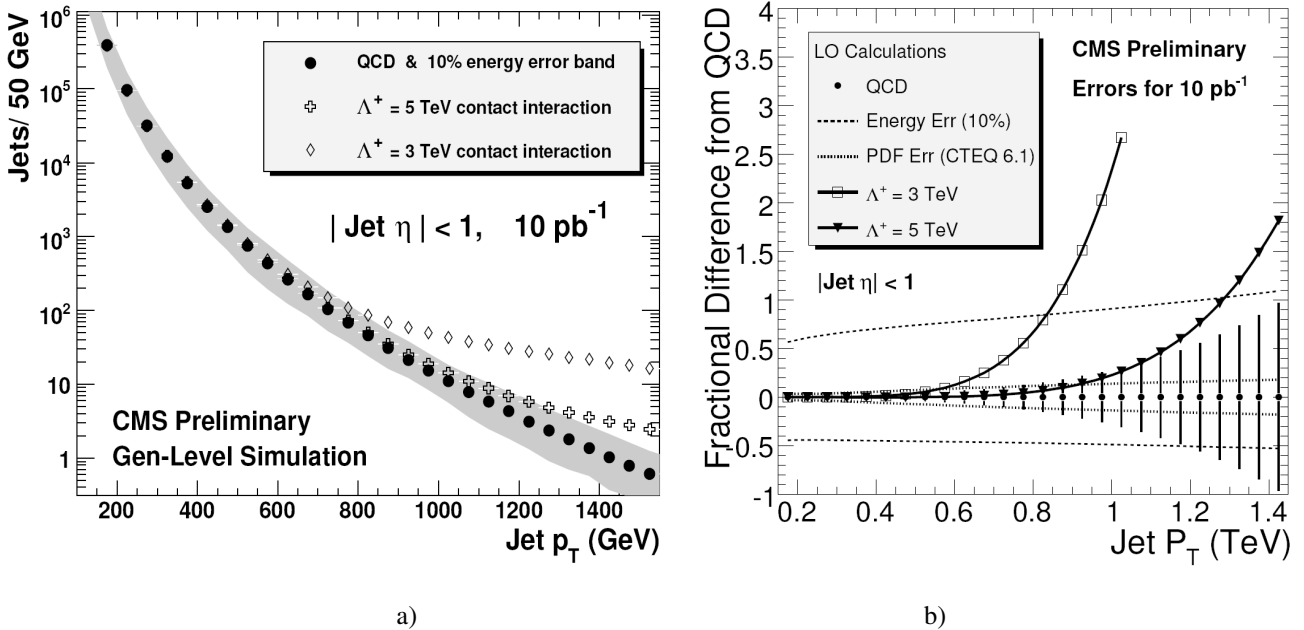 10^6
10^5
10^4
10^3
10^2
10
1
Jets/ 50 GeV
QCD & 10% energy error band
Λ^+ = 5 TeV contact interaction
Λ^+ = 3 TeV contact interaction
| Jet η | < 1, 10 pb^-1
CMS Preliminary
Gen-Level Simulation
200 400 600 800 1000 1200 1400
Jet p_T (GeV)
a)
4
3.5
3
2.5
2
1.5
1
0.5
0
-0.5
-1
Fractional Difference from QCD
LO Calculations
QCD
Energy Err (10%)
PDF Err (CTEQ 6.1)
Λ^+ = 3 TeV
Λ^+ = 5 TeV
CMS Preliminary
Errors for 10 pb^-1
|Jet η| < 1
0.2 0.4 0.6 0.8 1 1.2 1.4
Jet P_T (TeV)
b)